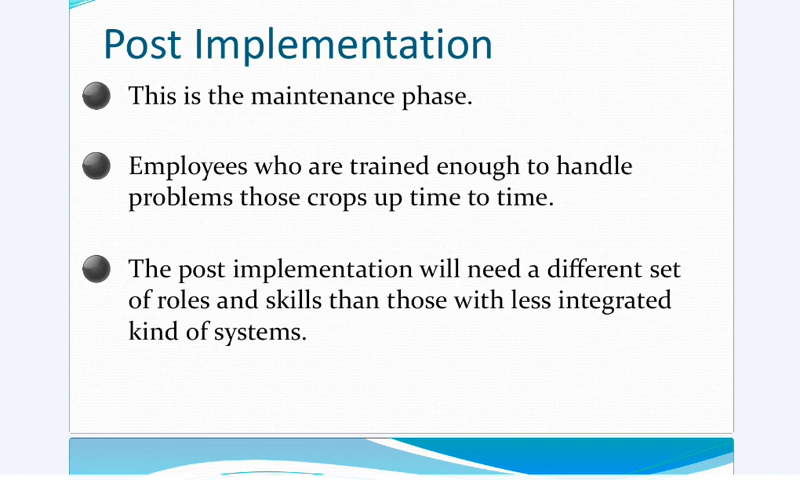 Post Implementation
This is the maintenance phase.
Employees who are trained enough to handle
problems those crops up time to time.
The post implementation will need a different set
of roles and skills than those with less integrated
kind of systems.